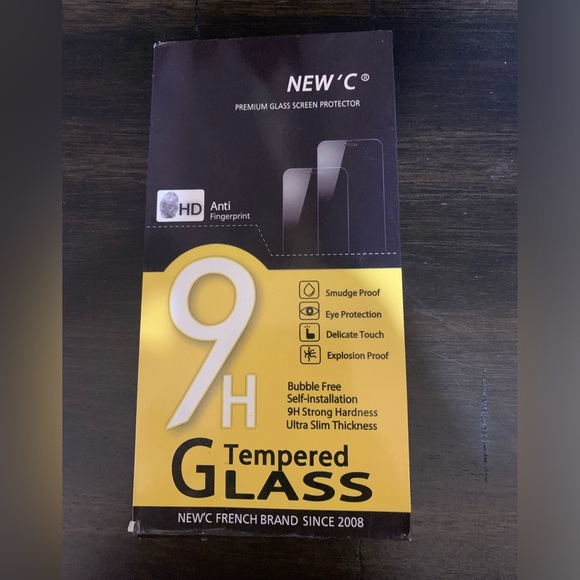 NEW'C®
PREMIUM GLASS SCREEN PROTECTOR
HD
Anti
Fingerprint
9H
Smudge Proof
Eye Protection
Delicate Touch
Explosion Proof
Bubble Free
Self-installation
9H Strong Hardness
Ultra Slim Thickness
Tempered
GLASS
NEW'C FRENCH BRAND SINCE 2008